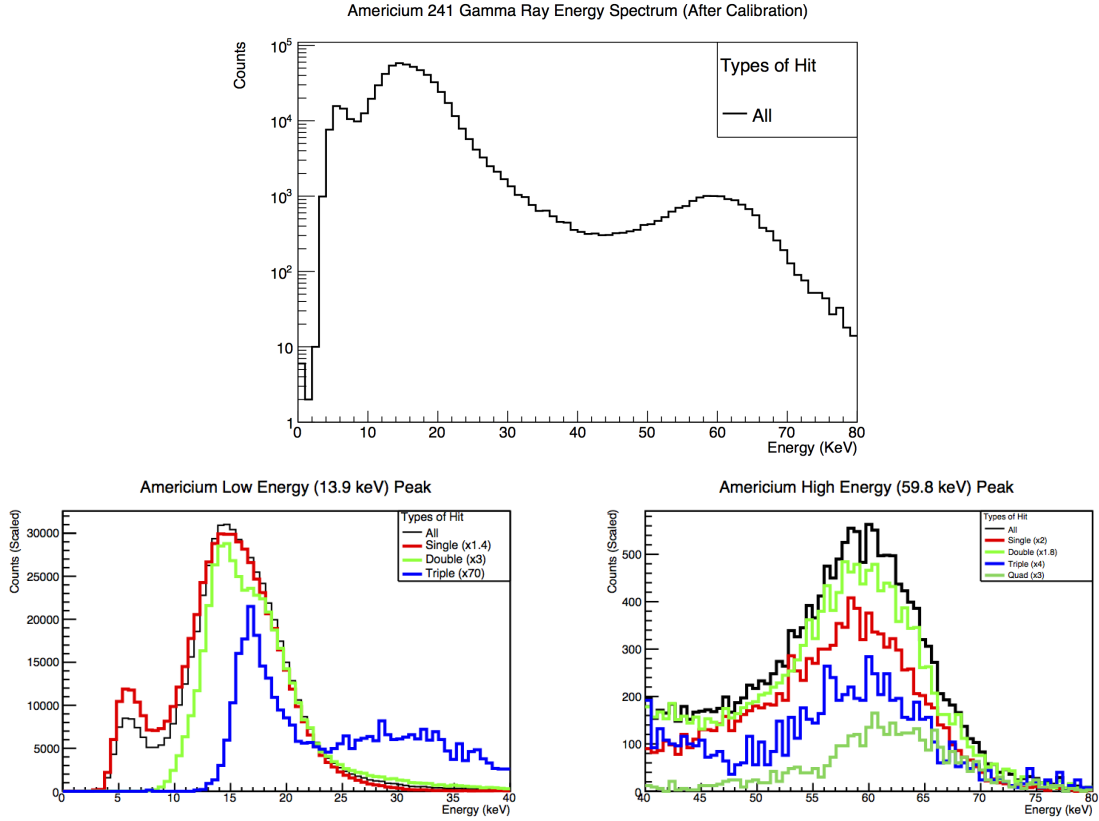 Americium 241 Gamma Ray Energy Spectrum (After Calibration)
Counts
10^5
10^4
10^3
10^2
10
1
Types of Hit
All
0 10 20 30 40 50 60 70 80
Energy (KeV)
Americium Low Energy (13.9 keV) Peak
Counts (Scaled)
30000
25000
20000
15000
10000
5000
0
Types of Hit
All
Single (x1.4)
Double (x3)
Triple (x70)
0 5 10 15 20 25 30 35 40
Energy (keV)
Americium High Energy (59.8 keV) Peak
Counts (Scaled)
500
400
300
200
100
0
Types of Hit
All
Single (x2)
Double (x1.8)
Triple (x4)
Quad (x3)
40 45 50 55 60 65 70 75 80
Energy (keV)